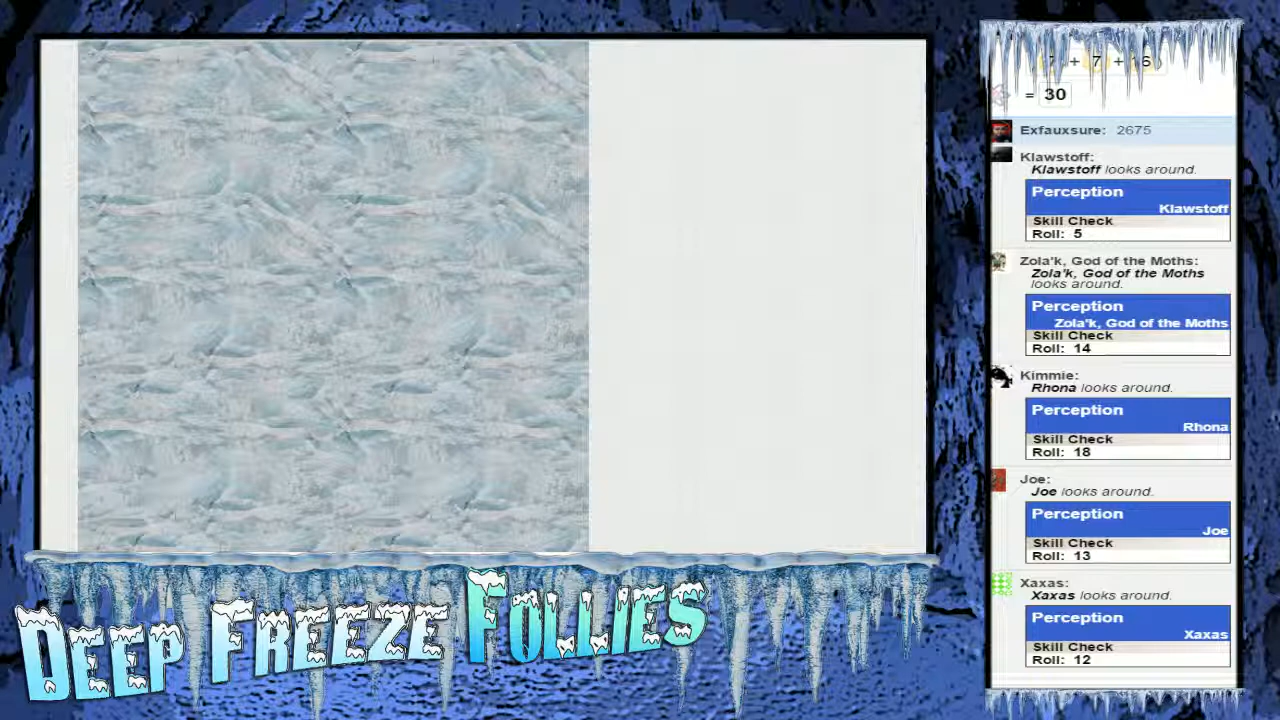 + 7 +
= 30
Exfauxsure: 2675
Klawstoff:
Klawstoff looks around.
Perception
Klawstoff
Skill Check
Roll: 5
Zola'k, God of the Moths:
Zola'k, God of the Moths
looks around.
Perception
Zola'k, God of the Moths
Skill Check
Roll: 14
Kimmie:
Rhona looks around.
Perception
Rhona
Skill Check
Roll: 18
Joe:
Joe looks around.
Perception
Joe
Skill Check
Roll: 13
Xaxas:
Xaxas looks around.
Perception
Xaxas
Skill Check
Roll: 12
DEEP FREEZE FOLLIES